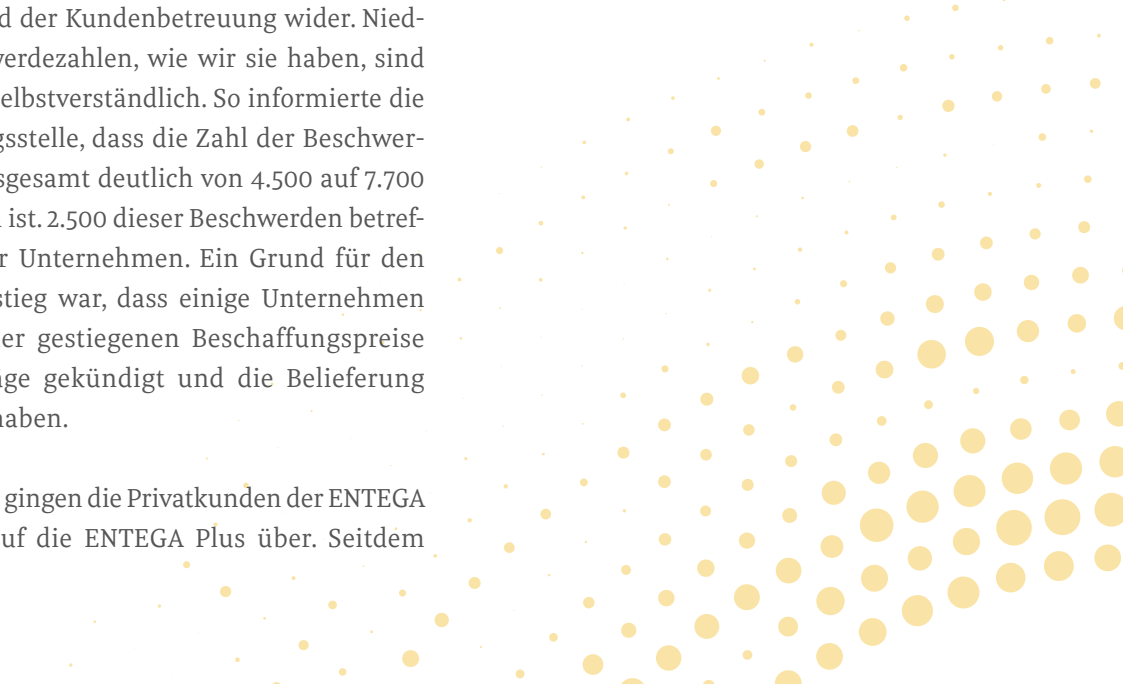 d der Kundenbetreuung wider. Nied-
verdezahlen, wie wir sie haben, sind
elbstverständlich. So informierte die
gsstelle, dass die Zahl der Beschwer-
sgesamt deutlich von 4.500 auf 7.700
ist. 2.500 dieser Beschwerden betref-
r Unternehmen. Ein Grund für den
stieg war, dass einige Unternehmen
er gestiegenen Beschaffungspreise
ige gekündigt und die Belieferung
haben.
gingen die Privatkunden der ENTEGA
uf die ENTEGA Plus über. Seitdem